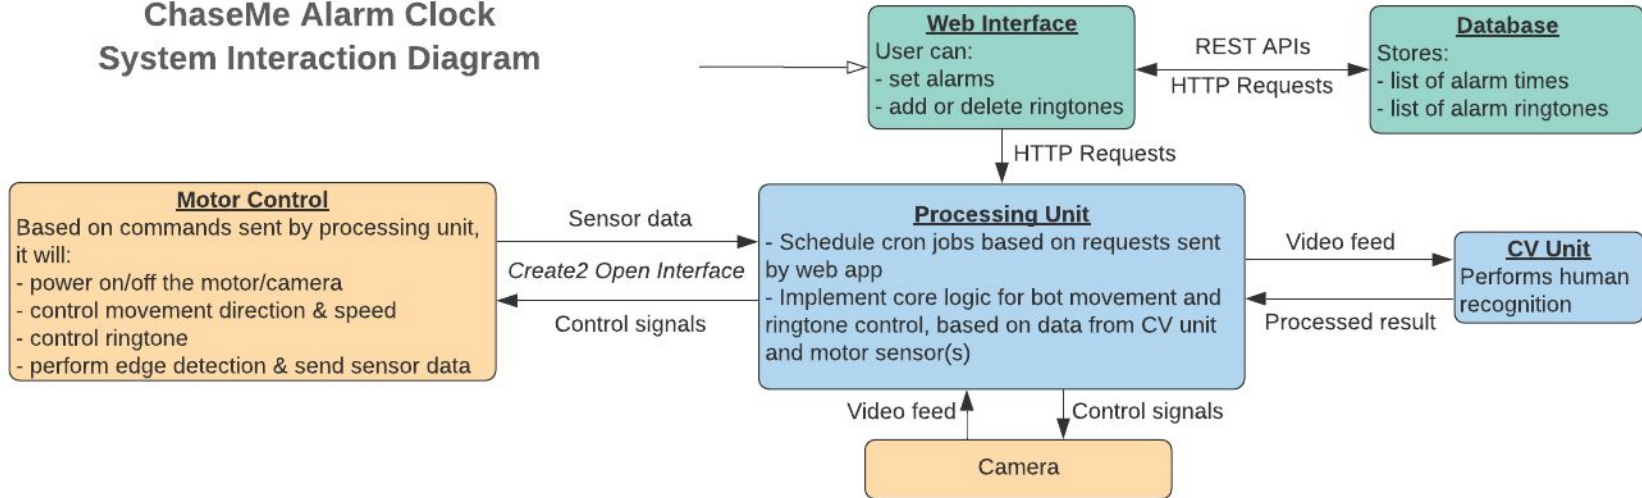 ChaseMe Alarm Clock
System Interaction Diagram
Web Interface
User can:
- set alarms
- add or delete ringtones
REST APIs
HTTP Requests
Database
Stores:
- list of alarm times
- list of alarm ringtones
HTTP Requests
Motor Control
Based on commands sent by processing unit,
it will:
- power on/off the motor/camera
- control movement direction & speed
- control ringtone
- perform edge detection & send sensor data
Sensor data
Create2 Open Interface
Control signals
Processing Unit
- Schedule cron jobs based on requests sent
by web app
- Implement core logic for bot movement and
ringtone control, based on data from CV unit
and motor sensor(s)
Video feed
Processed result
CV Unit
Performs human
recognition
Video feed
Control signals
Camera